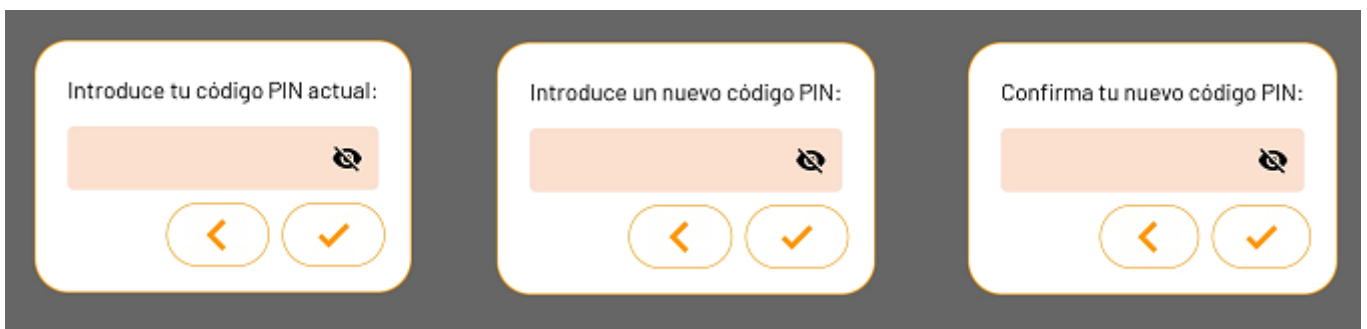 Introduce tu código PIN actual:
Introduce un nuevo código PIN:
Confirma tu nuevo código PIN: